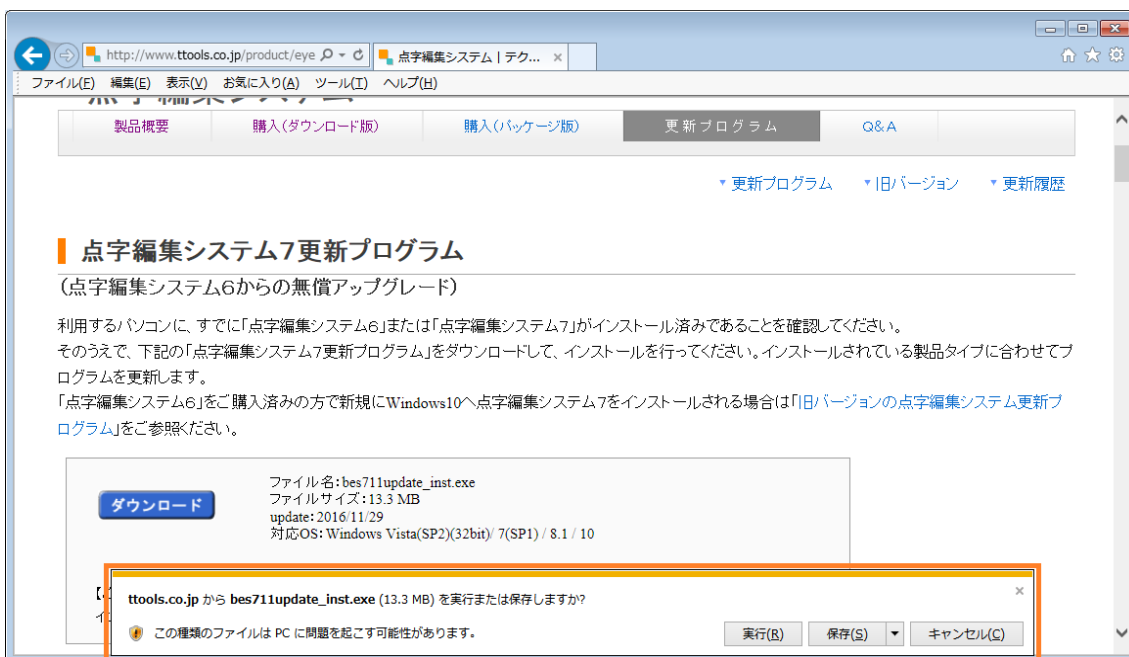 http://www.ttools.co.jp/product/eye
点字編集システム | テク...
ファイル(F) 編集(E) 表示(V) お気に入り(A) ツール(T) ヘルプ(H)
点字編集システム
製品概要 購入(ダウンロード版) 購入(パッケージ版) 更新プログラム Q&A
更新プログラム 旧バージョン 更新履歴
点字編集システム7更新プログラム
(点字編集システム6からの無償アップグレード)
利用するパソコンに、すでに「点字編集システム6」または「点字編集システム7」がインストール済みであることを確認してください。
そのうえで、下記の「点字編集システム7更新プログラム」をダウンロードして、インストールを行ってください。インストールされている製品タイプに合わせてプ
ログラムを更新します。
「点字編集システム6」をご購入済みの方で新規にWindows10へ点字編集システム7をインストールされる場合は「旧バージョンの点字編集システム更新プ
ログラム」をご参照ください。
ダウンロード
ファイル名:bes711update_inst.exe
ファイルサイズ:13.3 MB
update:2016/11/29
対応OS:Windows Vista(SP2)(32bit)/ 7(SP1) / 8.1 / 10
ttools.co.jp から bes711update_inst.exe (13.3 MB) を実行または保存しますか?
この種類のファイルは PC に問題を起こす可能性があります。
実行(R) 保存(S) キャンセル(C)